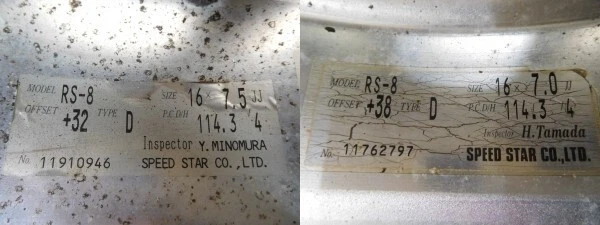 MODEL RS-8 SIZE 16 × 7.5 JJ
OFFSET +32 TYPE D P.C.D/H 114.3 / 4
Inspector Y.MINOMURA
No. 11910946 SPEED STAR CO.,LTD.
MODEL RS-8 SIZE 16 × 7.0 JJ
OFFSET +38 TYPE D P.C.D/H 114.3 / 4
Inspector H.Tamada
No. 11762797 SPEED STAR CO.,LTD.